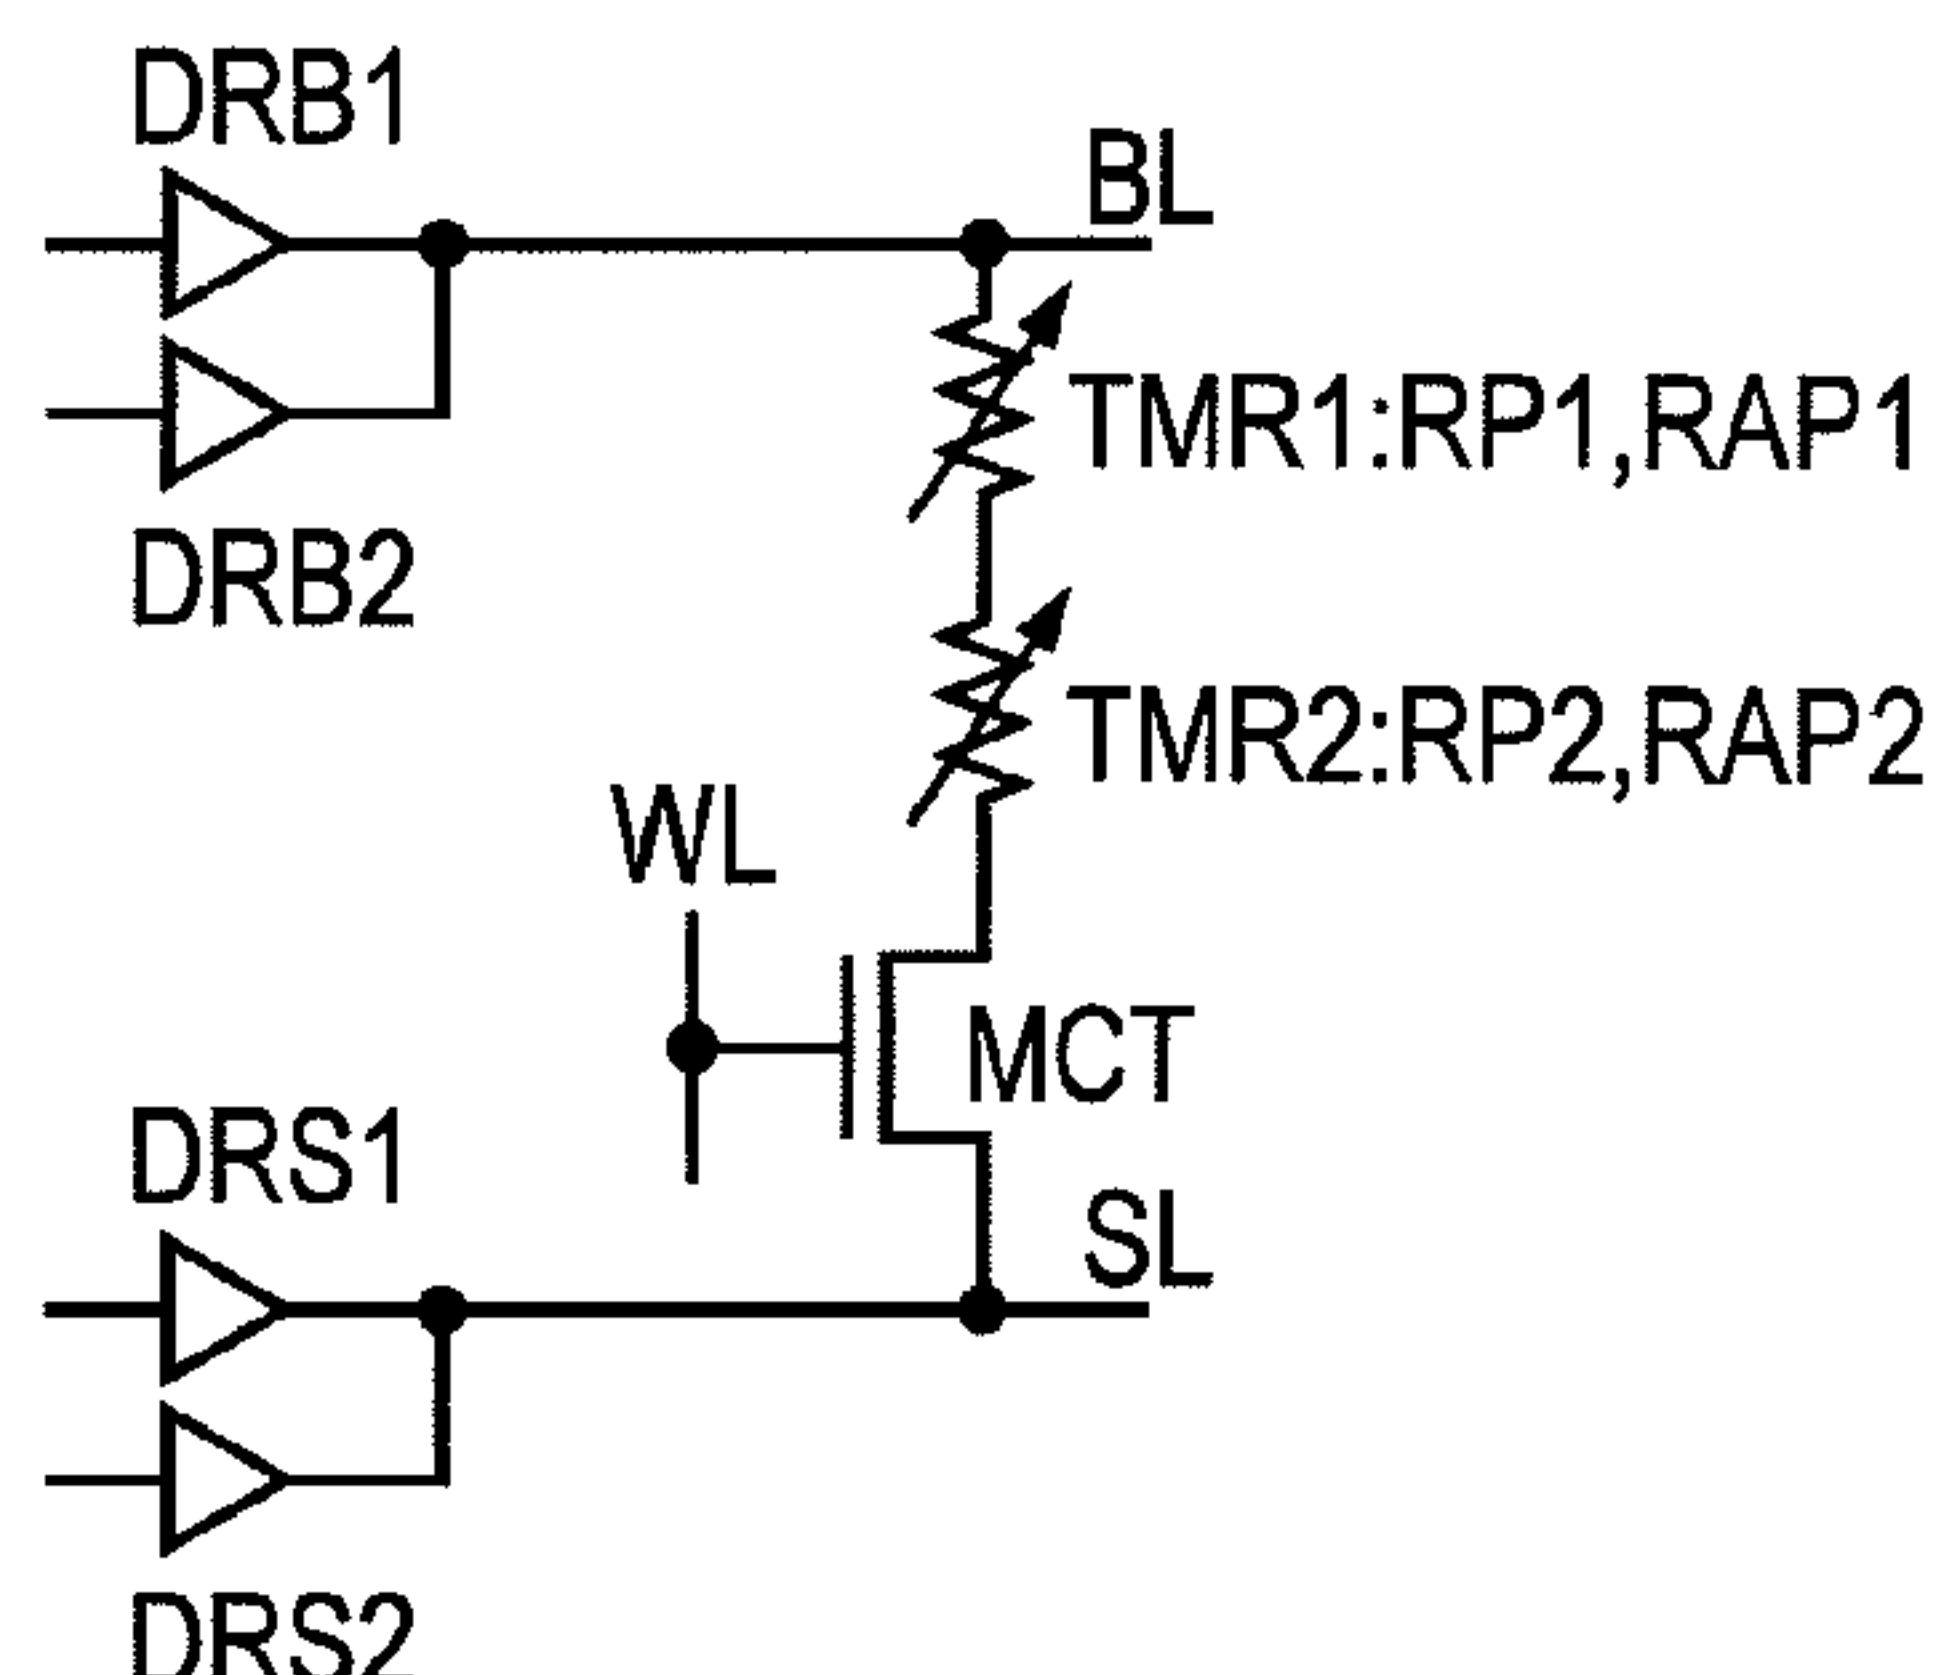 DRB1
BL
TMR1:RP1,RAP1
DRB2
TMR2:RP2,RAP2
WL
MCT
DRS1
SL
DRS2